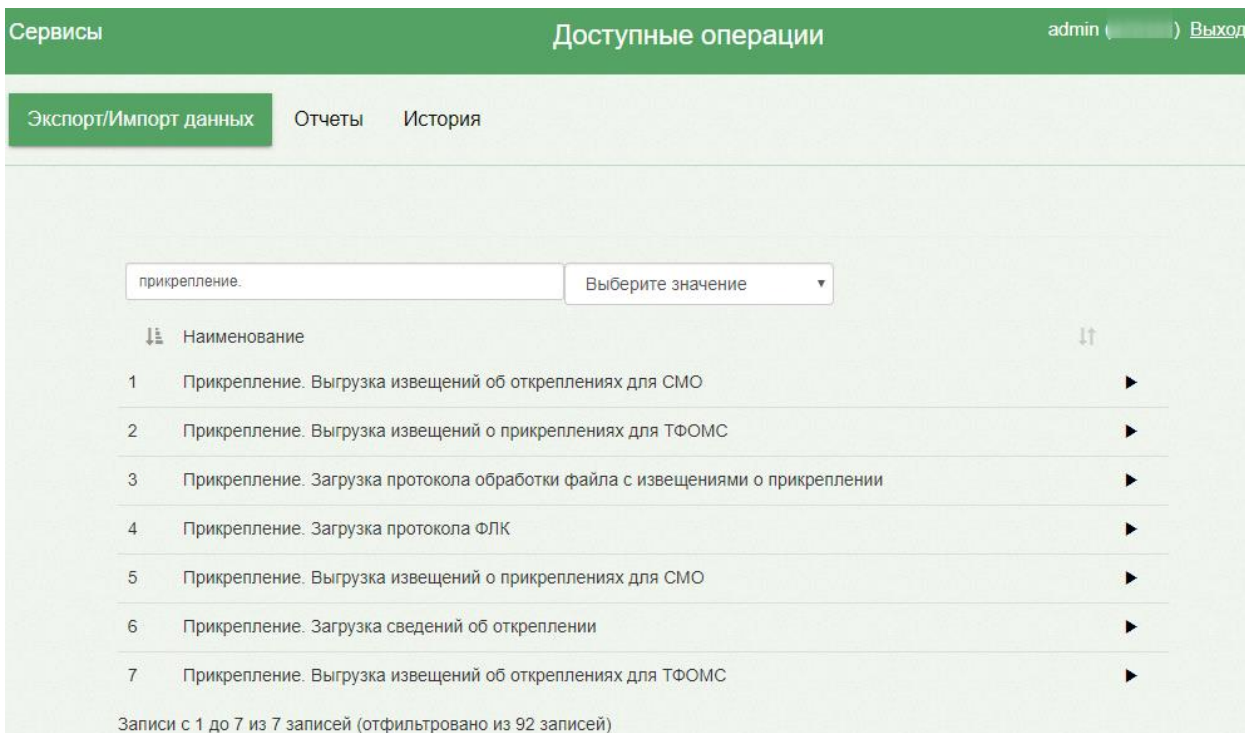 Сервисы Доступные операции admin ( ) Выход
Экспорт/Импорт данных Отчеты История
прикрепление. Выберите значение
Наименование
1 Прикрепление. Выгрузка извещений об откреплениях для СМО
2 Прикрепление. Выгрузка извещений о прикреплениях для ТФОМС
3 Прикрепление. Загрузка протокола обработки файла с извещениями о прикреплении
4 Прикрепление. Загрузка протокола ФЛК
5 Прикрепление. Выгрузка извещений о прикреплениях для СМО
6 Прикрепление. Загрузка сведений об откреплении
7 Прикрепление. Выгрузка извещений об откреплениях для ТФОМС
Записи с 1 до 7 из 7 записей (отфильтровано из 92 записей)